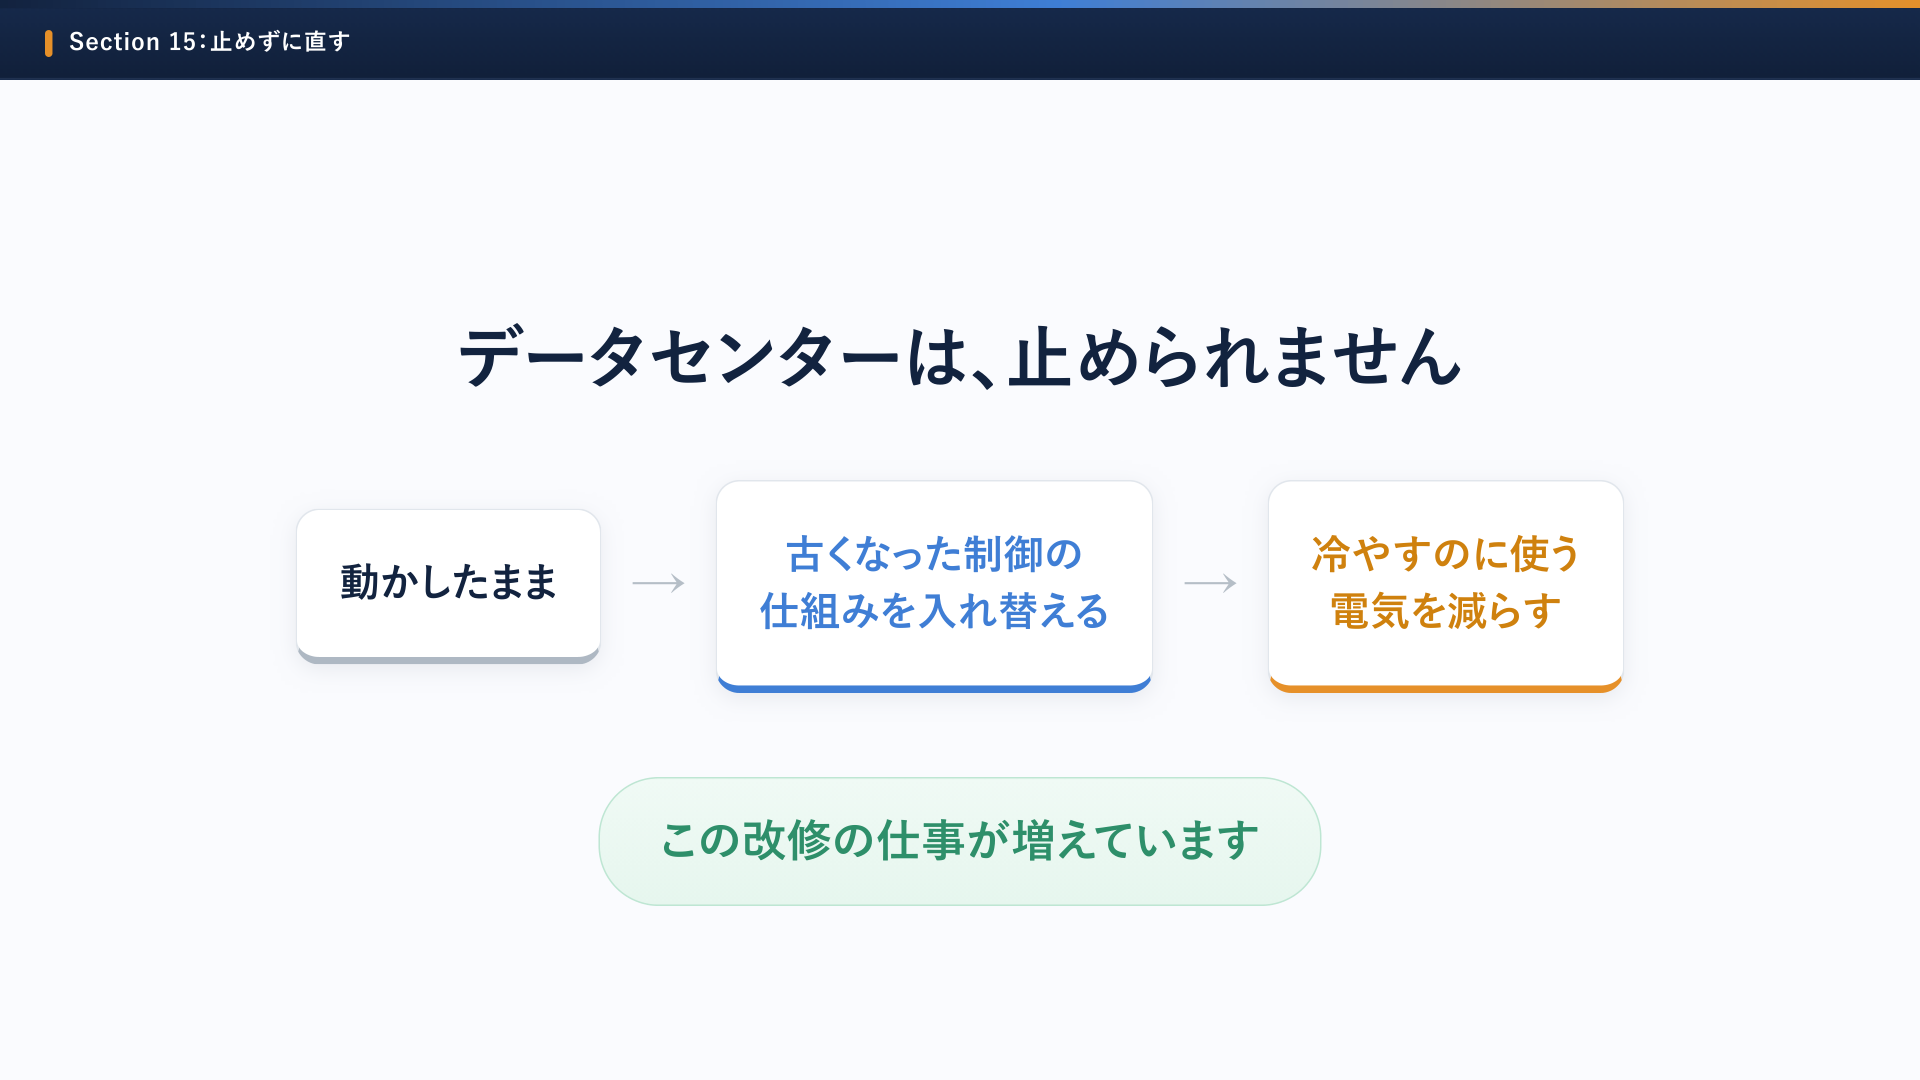 Section 15：止めずに直す
データセンターは、止められません
動かしたまま
古くなった制御の
仕組みを入れ替える
冷やすのに使う
電気を減らす
この改修の仕事が増えています